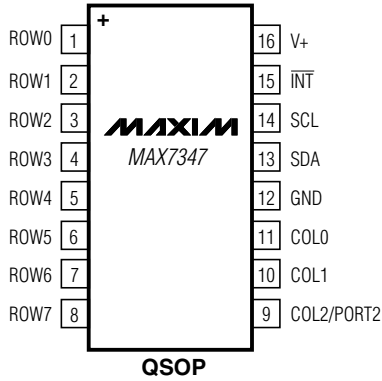 +
ROW0 1 16 V+
ROW1 2 15 I̅N̅T̅
ROW2 3 MAXIM 14 SCL
ROW3 4 MAX7347 13 SDA
ROW4 5 12 GND
ROW5 6 11 COL0
ROW6 7 10 COL1
ROW7 8 9 COL2/PORT2
QSOP